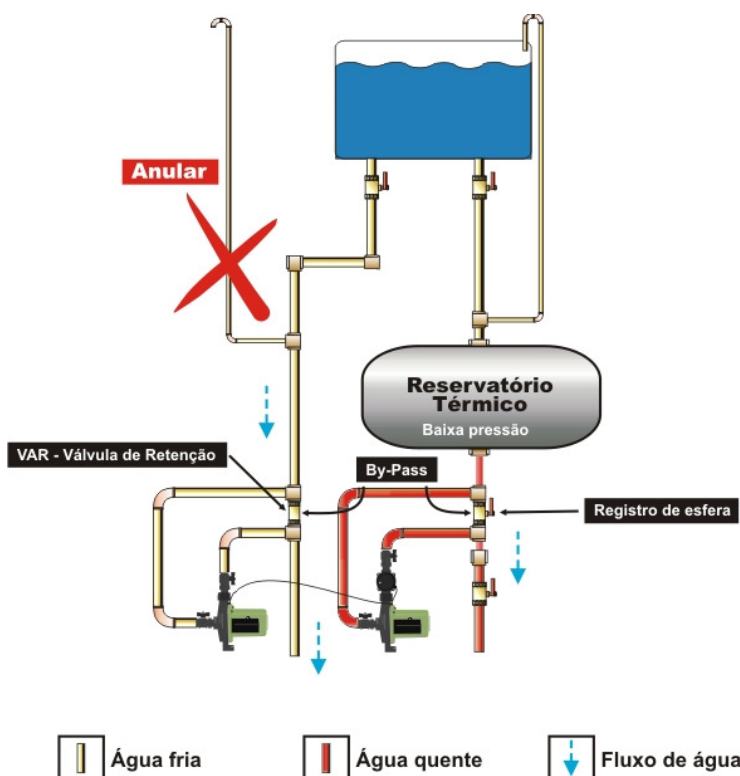 Anular
Reservatório
Térmico
Baixa pressão
VAR - Válvula de Retenção
By-Pass
Registro de esfera
Água fria
Água quente
Fluxo de água